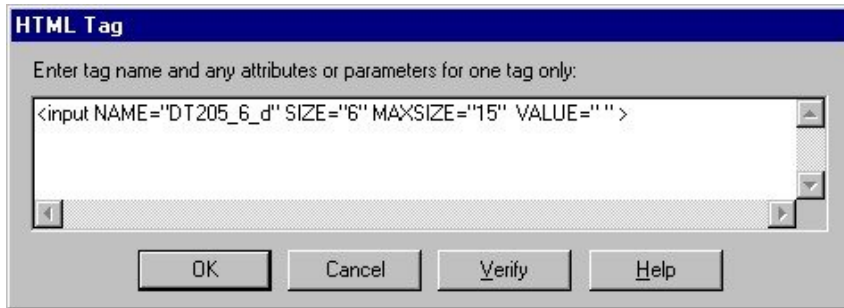 HTML Tag
Enter tag name and any attributes or parameters for one tag only:
<input NAME="DT205_6_d" SIZE="6" MAXSIZE="15"  VALUE=" " >
OK Cancel Verify Help